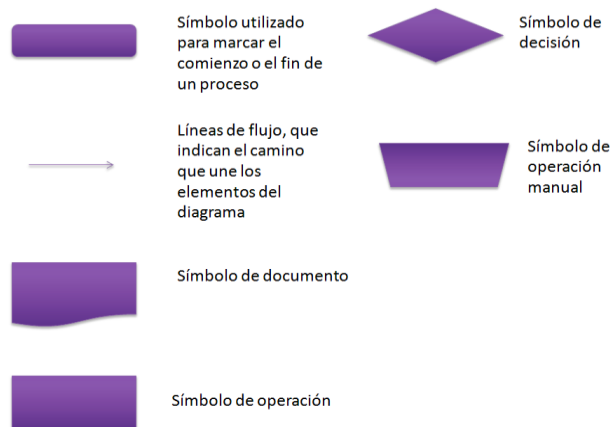 Símbolo utilizado
para marcar el
comienzo o el fin de
un proceso
Símbolo de
decisión
Líneas de flujo, que
indican el camino
que une los
elementos del
diagrama
Símbolo de
operación
manual
Símbolo de documento
Símbolo de operación